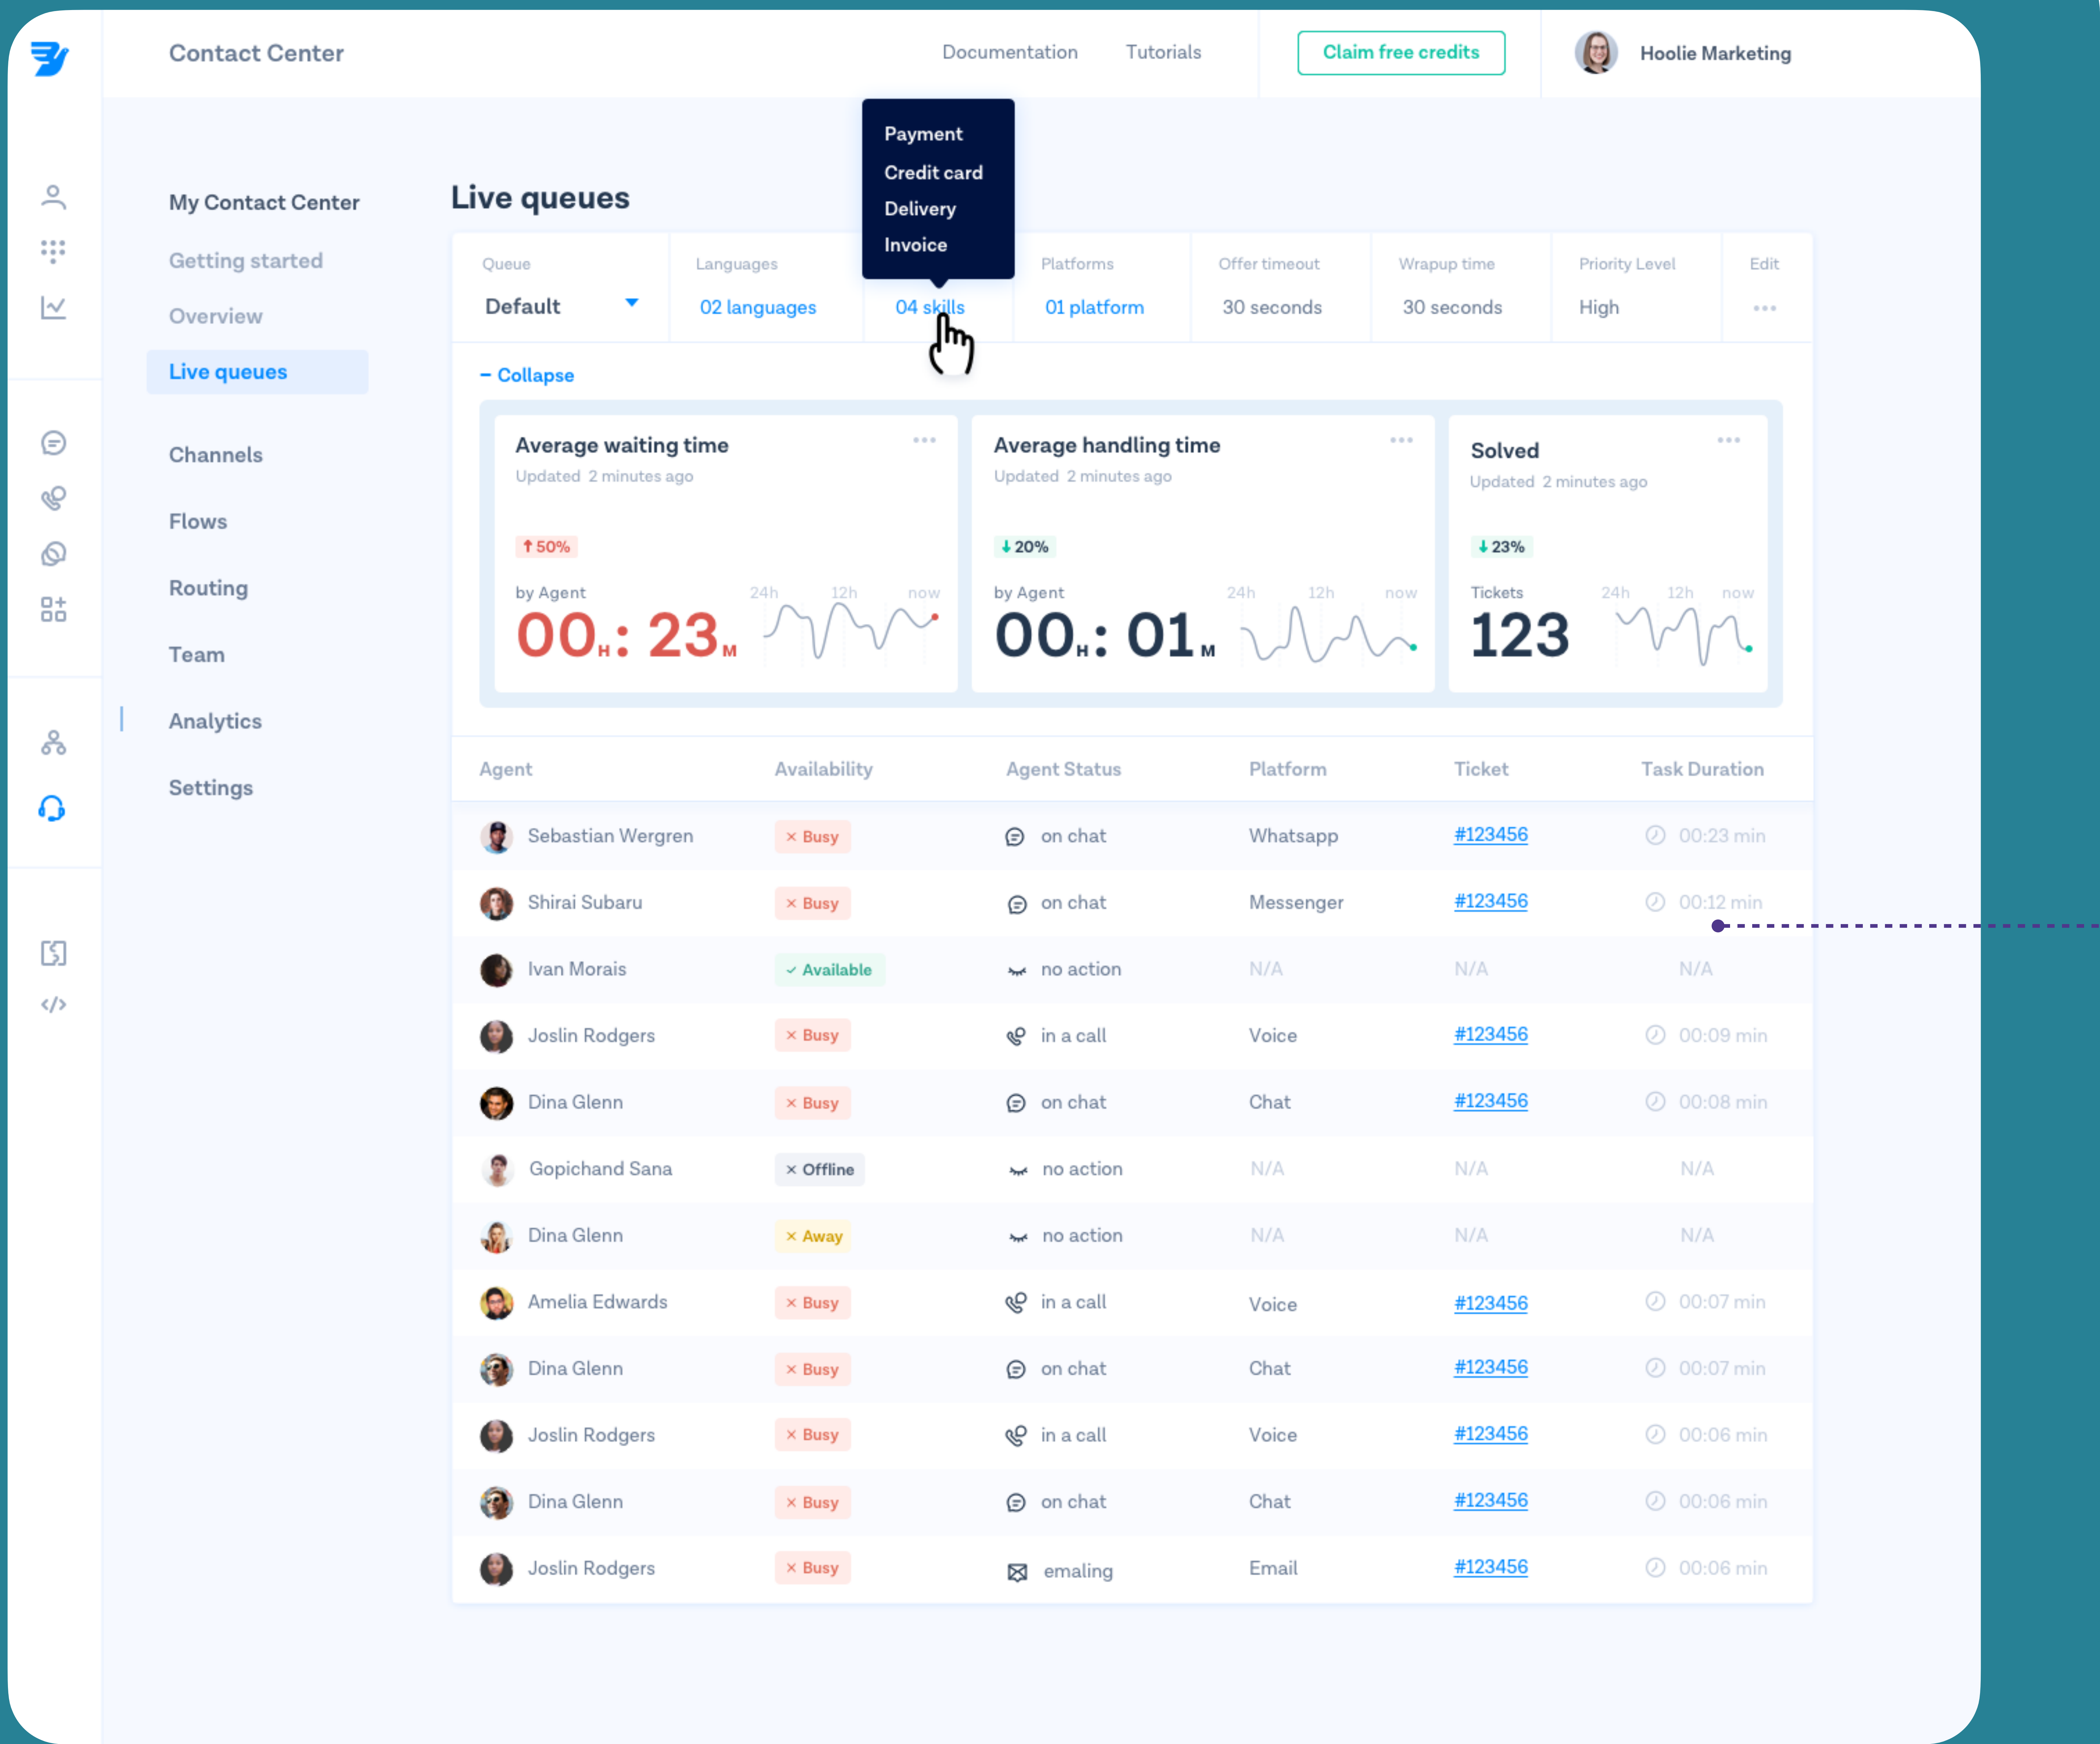 Contact Center
Documentation
Tutorials
Claim free credits
Hoolie Marketing
Payment
Credit card
Delivery
Invoice
My Contact Center
Getting started
Overview
Live queues
Channels
Flows
Routing
Team
Analytics
Settings
Live queues
Queue Languages Platforms Offer timeout Wrapup time Priority Level Edit
Default 02 languages 04 skills 01 platform 30 seconds 30 seconds High
− Collapse
Average waiting time
Updated 2 minutes ago
↑50%
by Agent
24h 12h now
00H: 23M
Average handling time
Updated 2 minutes ago
↓20%
by Agent
24h 12h now
00H: 01M
Solved
Updated 2 minutes ago
↓23%
Tickets
24h 12h now
123
Agent Availability Agent Status Platform Ticket Task Duration
Sebastian Wergren × Busy on chat Whatsapp #123456 00:23 min
Shirai Subaru × Busy on chat Messenger #123456 00:12 min
Ivan Morais ✓ Available no action N/A N/A N/A
Joslin Rodgers × Busy in a call Voice #123456 00:09 min
Dina Glenn × Busy on chat Chat #123456 00:08 min
Gopichand Sana × Offline no action N/A N/A N/A
Dina Glenn × Away no action N/A N/A N/A
Amelia Edwards × Busy in a call Voice #123456 00:07 min
Dina Glenn × Busy on chat Chat #123456 00:07 min
Joslin Rodgers × Busy in a call Voice #123456 00:06 min
Dina Glenn × Busy on chat Chat #123456 00:06 min
Joslin Rodgers × Busy emaling Email #123456 00:06 min